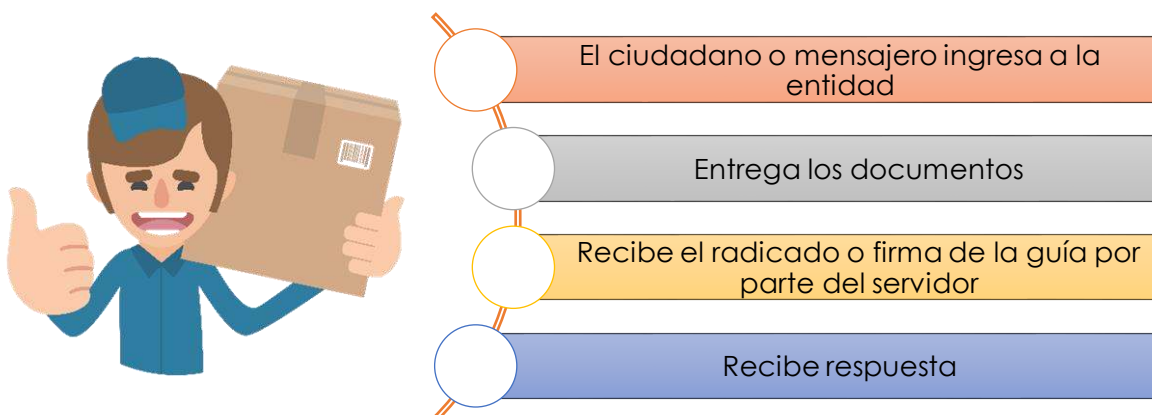 El ciudadano o mensajero ingresa a la
entidad
Entrega los documentos
Recibe el radicado o firma de la guía por
parte del servidor
Recibe respuesta